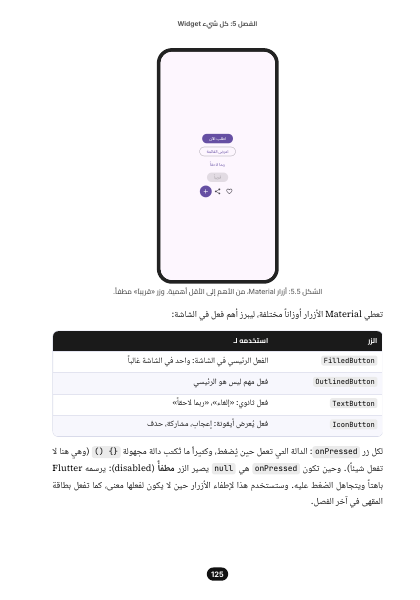 الفصل 5: كل شيء Widget
اطلب الآن
عرض القائمة
ربما لاحقاً
قريباً
الشكل 5.5: أزرار Material، من الأهم إلى الأقل أهمية. وزر «قريباً» مطفأ.
تعطي Material الأزرار أوزاناً مختلفة، ليبرز أهم فعل في الشاشة:
الزر استخدمه لـ
FilledButton الفعل الرئيسي في الشاشة: واحد في الشاشة غالباً
OutlinedButton فعل مهم ليس هو الرئيسي
TextButton فعل ثانوي: «إلغاء»، «ربما لاحقاً»
IconButton فعل يُعرض أيقونة: إعجاب، مشاركة، حذف
لكل زر onPressed: الدالة التي تعمل حين يُضغط، وكثيراً ما تُكتب دالة مجهولة () {} (وهي هنا لا
تفعل شيئاً). وحين تكون onPressed هي null يصير الزر مطفأً (disabled): يرسمه Flutter
باهتاً ويتجاهل الضغط عليه. وستستخدم هذا لإطفاء الأزرار حين لا يكون لفعلها معنى، كما تفعل بطاقة
المقهى في آخر الفصل.
125